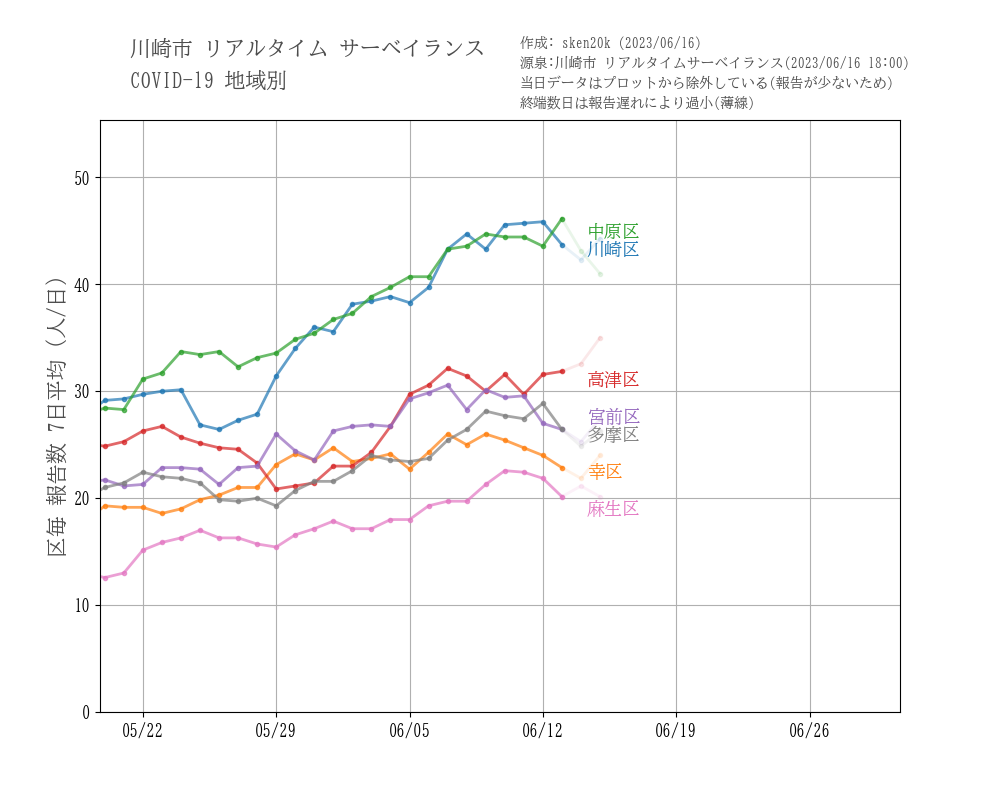 川崎市 リアルタイム サーベイランス
COVID-19 地域別
作成: sken20k (2023/06/16)
源泉:川崎市 リアルタイムサーベイランス(2023/06/16 18:00)
当日データはプロットから除外している(報告が少ないため)
終端数日は報告遅れにより過小(薄線)
区毎 報告数 7日平均 (人/日)
50
40
30
20
10
0
中原区
川崎区
高津区
宮前区
多摩区
幸区
麻生区
05/22
05/29
06/05
06/12
06/19
06/26